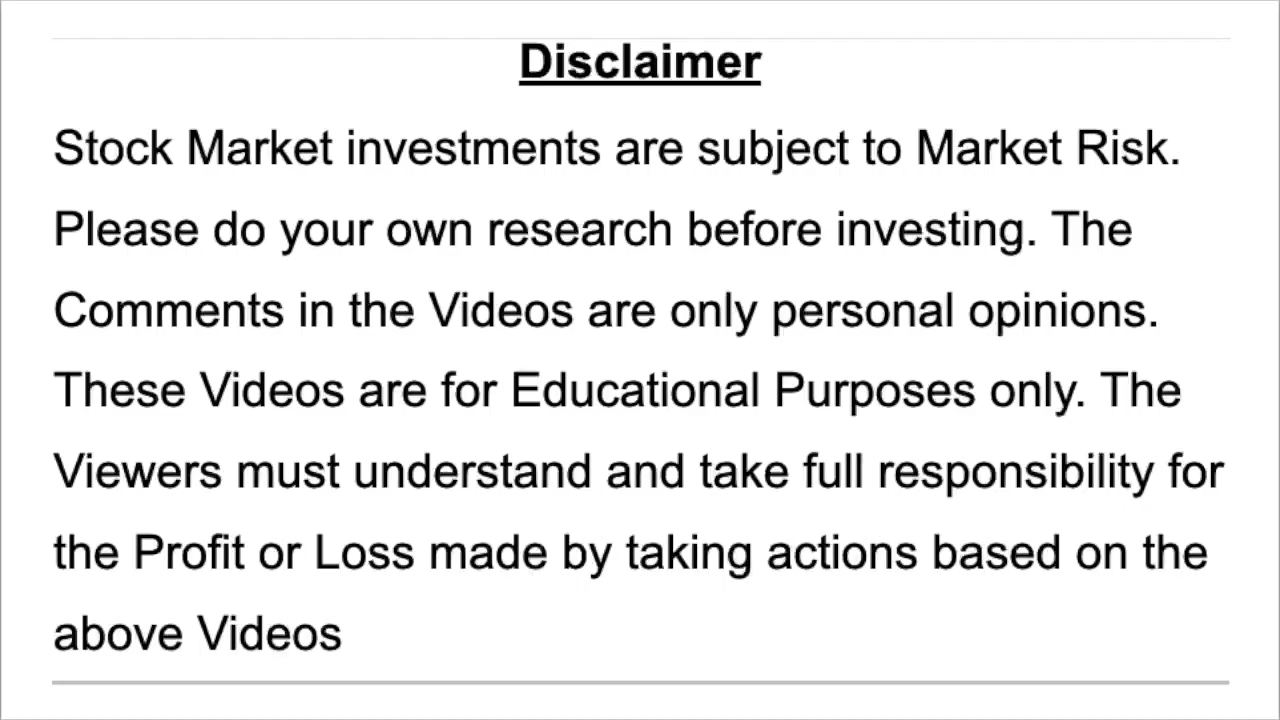 Disclaimer
Stock Market investments are subject to Market Risk.
Please do your own research before investing. The
Comments in the Videos are only personal opinions.
These Videos are for Educational Purposes only. The
Viewers must understand and take full responsibility for
the Profit or Loss made by taking actions based on the
above Videos